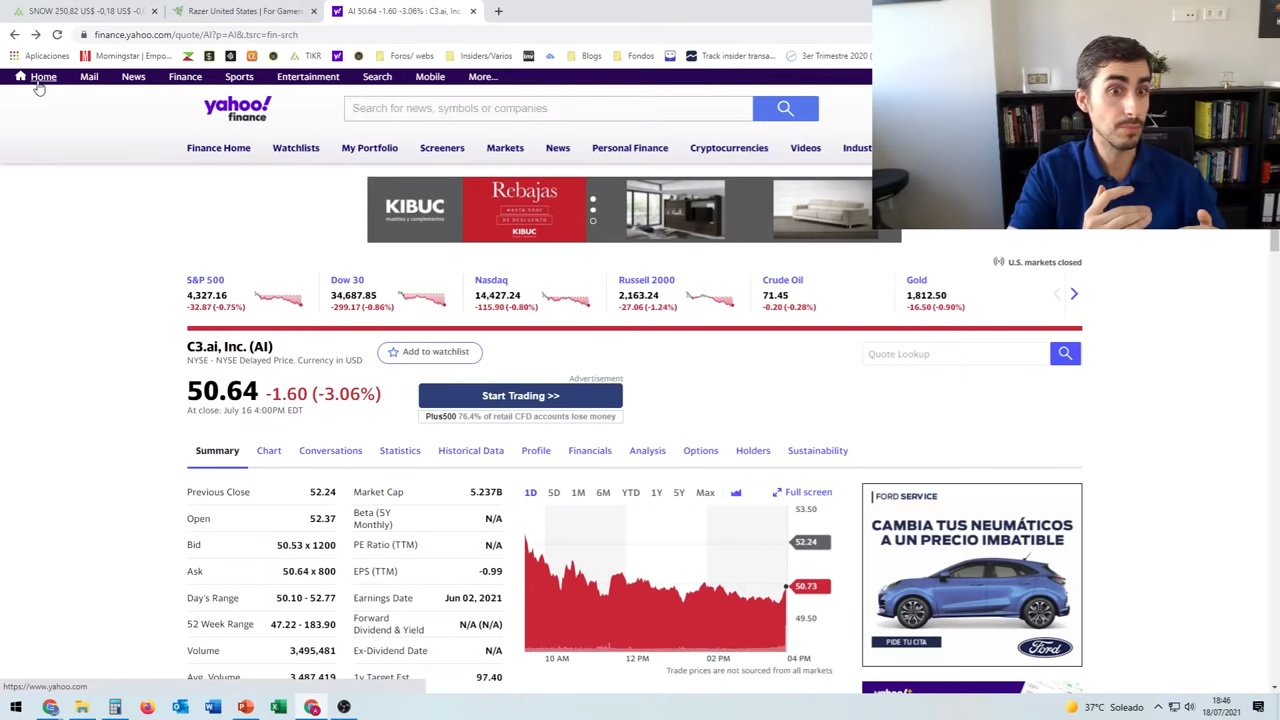 SNOW 250,82 US$ -0,18 US$ -0,0
Razer United States | For Gamers
AI 50.64 -1.60 -3.06% : C3.ai, Inc.
finance.yahoo.com/quote/AI?p=AI&.tsrc=fin-srch
Aplicaciones Morningstar | Empo... TIKR Foros/ webs Insiders/Varios Blogs Fondos Track insider transa... 3er Trimestre 2020 (
Home Mail News Finance Sports Entertainment Search Mobile More...
yahoo!
finance
Search for news, symbols or companies
Finance Home Watchlists My Portfolio Screeners Markets News Personal Finance Cryptocurrencies Videos Indust
KIBUC
muebles y complementos
Rebajas
KIBUC
U.S. markets closed
S&P 500 Dow 30 Nasdaq Russell 2000 Crude Oil Gold
4,327.16 34,687.85 14,427.24 2,163.24 71.45 1,812.50
-32.87 (-0.75%) -299.17 (-0.86%) -115.90 (-0.80%) -27.06 (-1.24%) -0.20 (-0.28%) -16.50 (-0.90%)
C3.ai, Inc. (AI)
NYSE - NYSE Delayed Price. Currency in USD
Add to watchlist
Quote Lookup
50.64 -1.60 (-3.06%)
At close: July 16 4:00PM EDT
Advertisement
Start Trading >>
Plus500 76.4% of retail CFD accounts lose money
Summary Chart Conversations Statistics Historical Data Profile Financials Analysis Options Holders Sustainability
Previous Close 52.24
Open 52.37
Bid 50.53 x 1200
Ask 50.64 x 800
Day's Range 50.10 - 52.77
52 Week Range 47.22 - 183.90
Volume 3,495,481
Avg. Volume 3,487,419
Market Cap 5.237B
Beta (5Y
Monthly) N/A
PE Ratio (TTM) N/A
EPS (TTM) -0.99
Earnings Date Jun 02, 2021
Forward
Dividend & Yield N/A (N/A)
Ex-Dividend Date N/A
1y Target Est 97.40
1D 5D 1M 6M YTD 1Y 5Y Max Full screen
53.50
52.24
50.73
49.50
10 AM 12 PM 02 PM 04 PM
Trade prices are not sourced from all markets
FORD SERVICE
CAMBIA TUS NEUMÁTICOS
A UN PRECIO IMBATIBLE
PIDE TU CITA
Ford
yahoo!
https://www.yahoo.com
37°C Soleado
18:46
18/07/2021